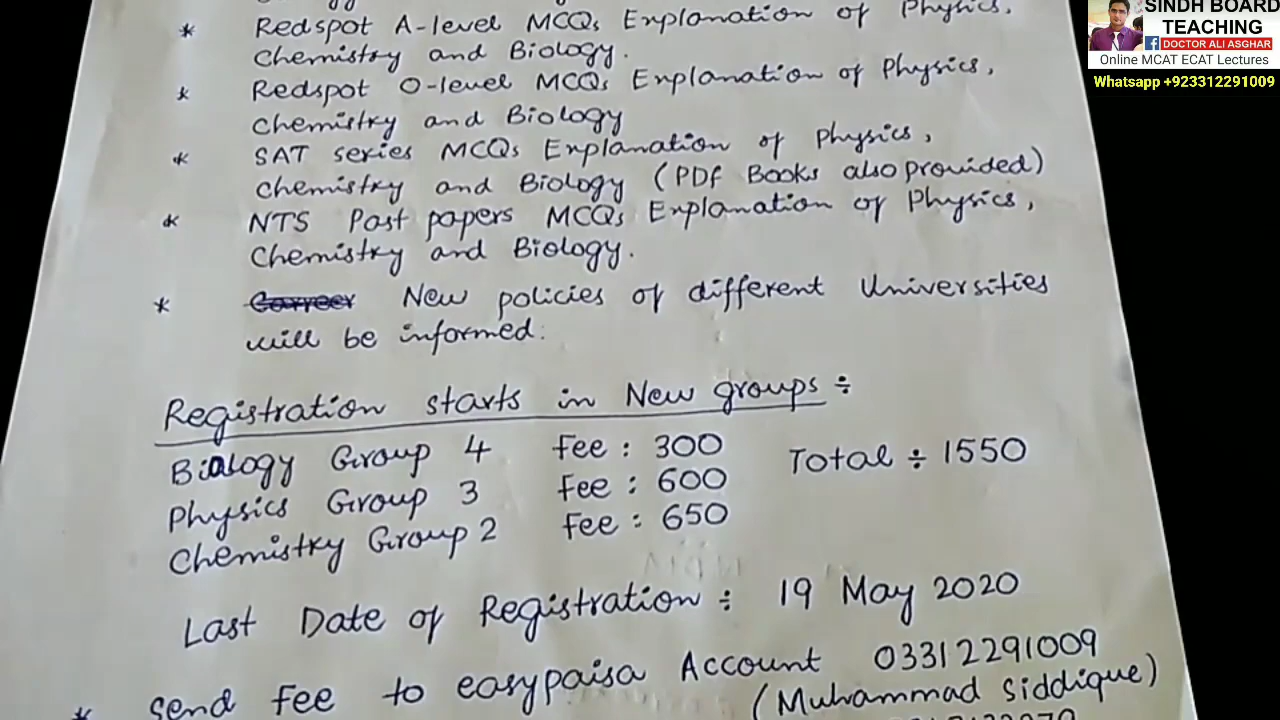 SINDH BOARD
TEACHING
DOCTOR ALI ASGHAR
Online MCAT ECAT Lectures
Whatsapp +923312291009
* Redspot A-level MCQs Explanation of Physics,
Chemistry and Biology.
* Redspot O-level MCQs Explanation of Physics,
Chemistry and Biology
* SAT series MCQs Explanation of Physics,
Chemistry and Biology (PDF Books also provided)
* NTS Past papers MCQs Explanation of Physics,
Chemistry and Biology.
* New policies of different Universities
will be informed.
Registration starts in New groups ÷
Biology Group 4 Fee : 300 Total ÷ 1550
Physics Group 3 Fee : 600
Chemistry Group 2 Fee : 650
Last Date of Registration ÷ 19 May 2020
* Send Fee to easypaisa Account 03312291009
(Muhammad Siddique)